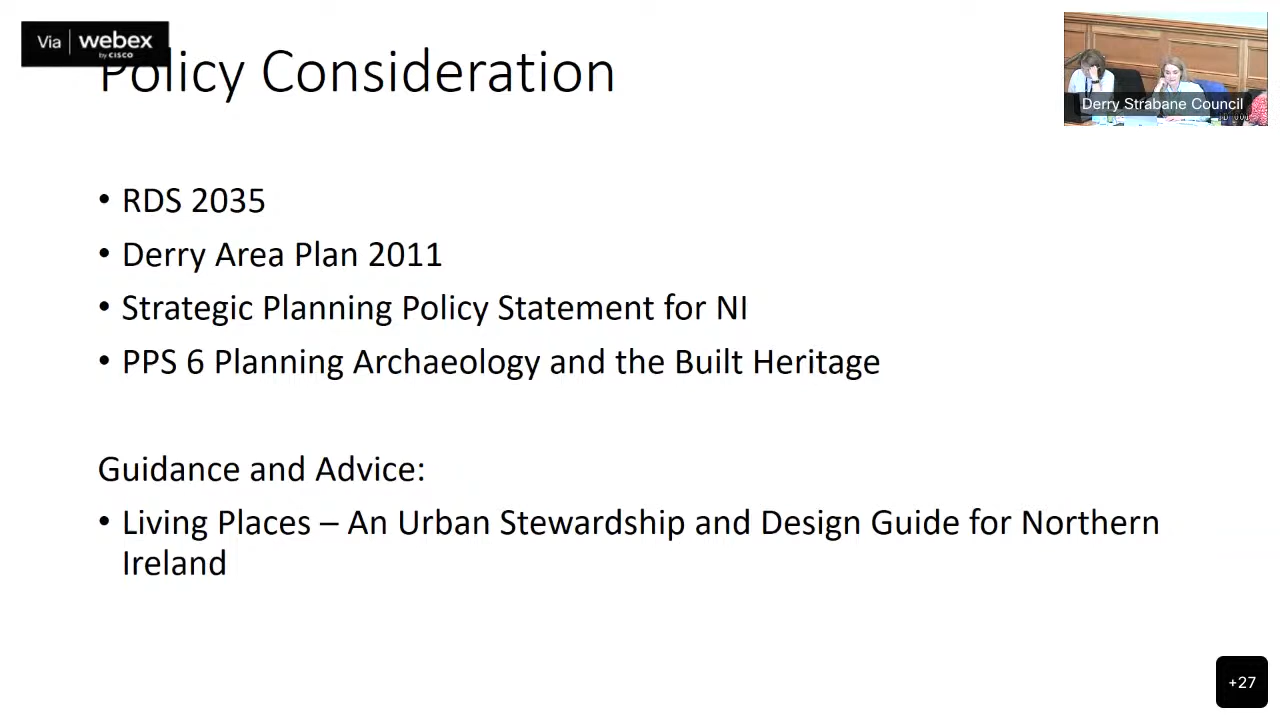 Via webex
by CISCO
Policy Consideration
Derry Strabane Council
• RDS 2035
• Derry Area Plan 2011
• Strategic Planning Policy Statement for NI
• PPS 6 Planning Archaeology and the Built Heritage
Guidance and Advice:
• Living Places – An Urban Stewardship and Design Guide for Northern
Ireland
+27